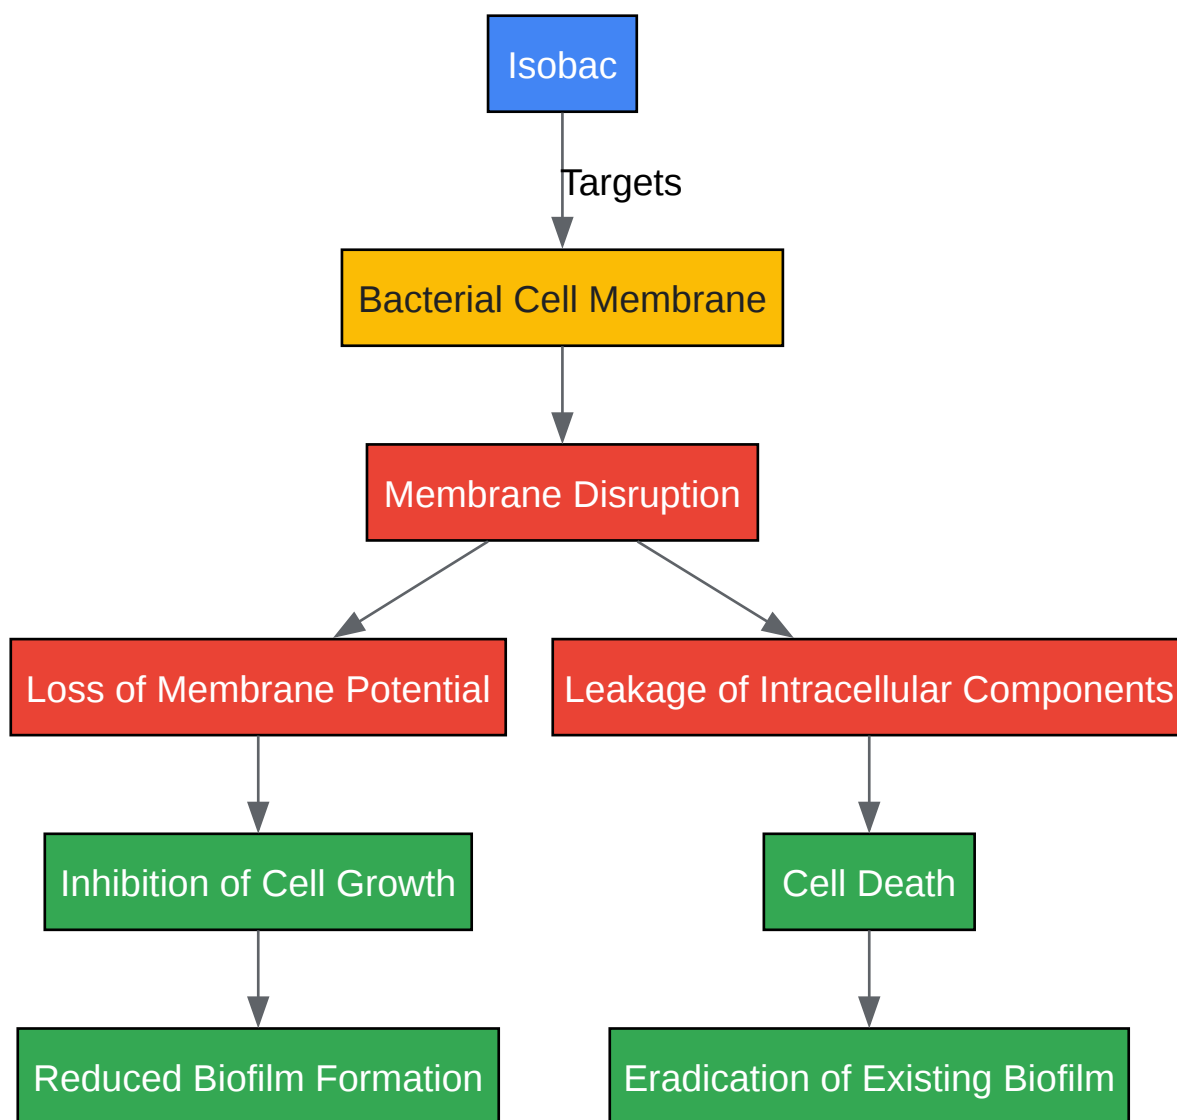 Isobac
Targets
Bacterial Cell Membrane
Membrane Disruption
Loss of Membrane Potential
Leakage of Intracellular Components
Inhibition of Cell Growth
Cell Death
Reduced Biofilm Formation
Eradication of Existing Biofilm